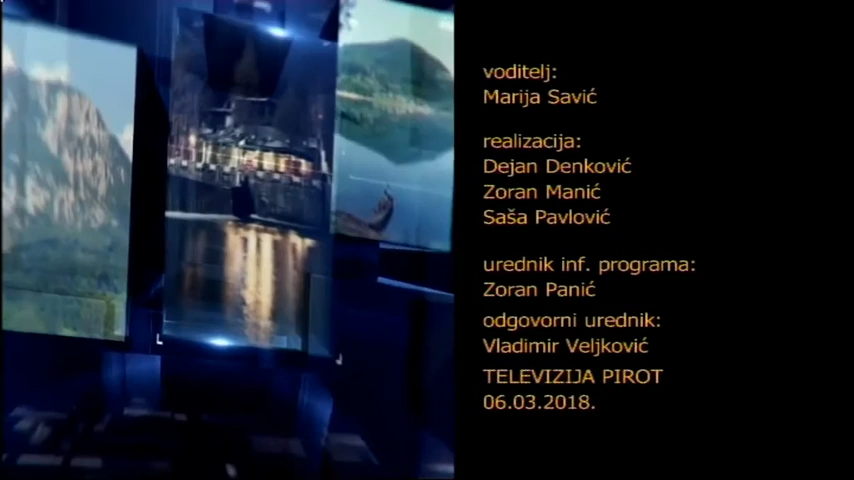 voditelj:
Marija Savić
realizacija:
Dejan Denković
Zoran Manić
Saša Pavlović
urednik inf. programa:
Zoran Panić
odgovorni urednik:
Vladimir Veljković
TELEVIZIJA PIROT
06.03.2018.